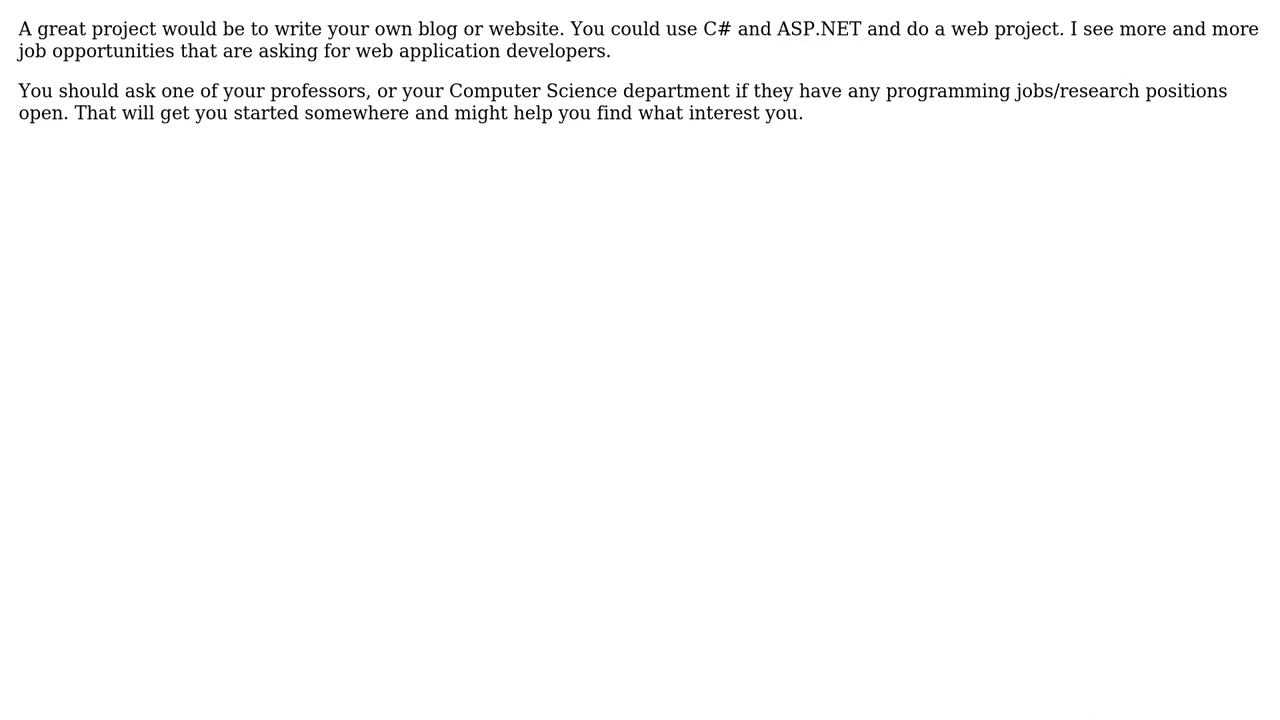 A great project would be to write your own blog or website. You could use C# and ASP.NET and do a web project. I see more and more
job opportunities that are asking for web application developers.
You should ask one of your professors, or your Computer Science department if they have any programming jobs/research positions
open. That will get you started somewhere and might help you find what interest you.